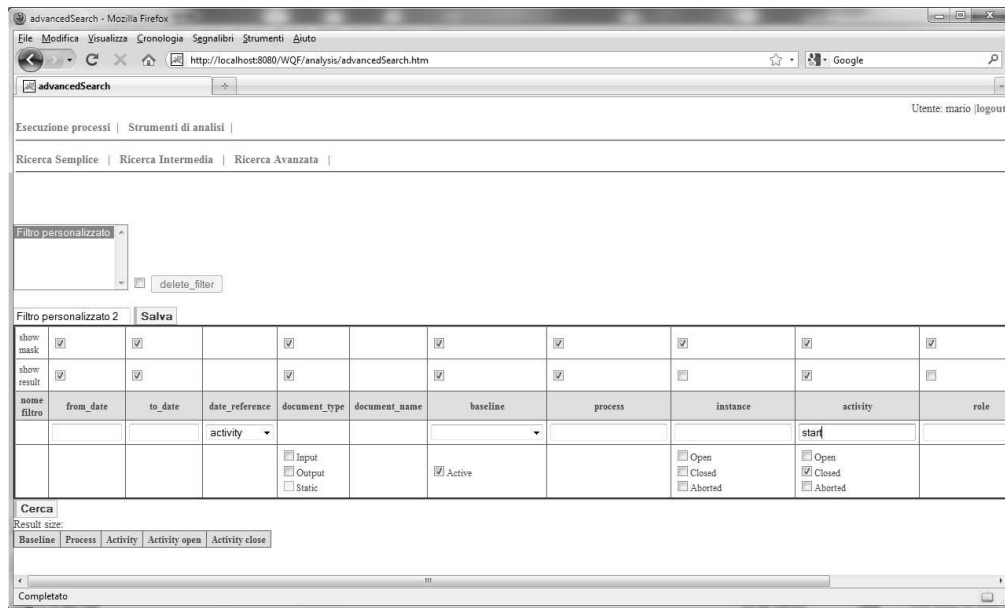 advancedSearch - Mozilla Firefox
File Modifica Visualizza Cronologia Segnalibri Strumenti Aiuto
http://localhost:8080/WQF/analysis/advancedSearch.htm Google
advancedSearch
Utente: mario |logout
Esecuzione processi | Strumenti di analisi |
Ricerca Semplice | Ricerca Intermedia | Ricerca Avanzata |
Filtro personalizzato
delete_filter
Filtro personalizzato 2 Salva
show mask
show result
nome filtro from_date to_date date_reference document_type document_name baseline process instance activity role
activity start
Input Open Open
Output Active Closed Closed
Static Aborted Aborted
Cerca
Result size:
Baseline Process Activity Activity open Activity close
Completato